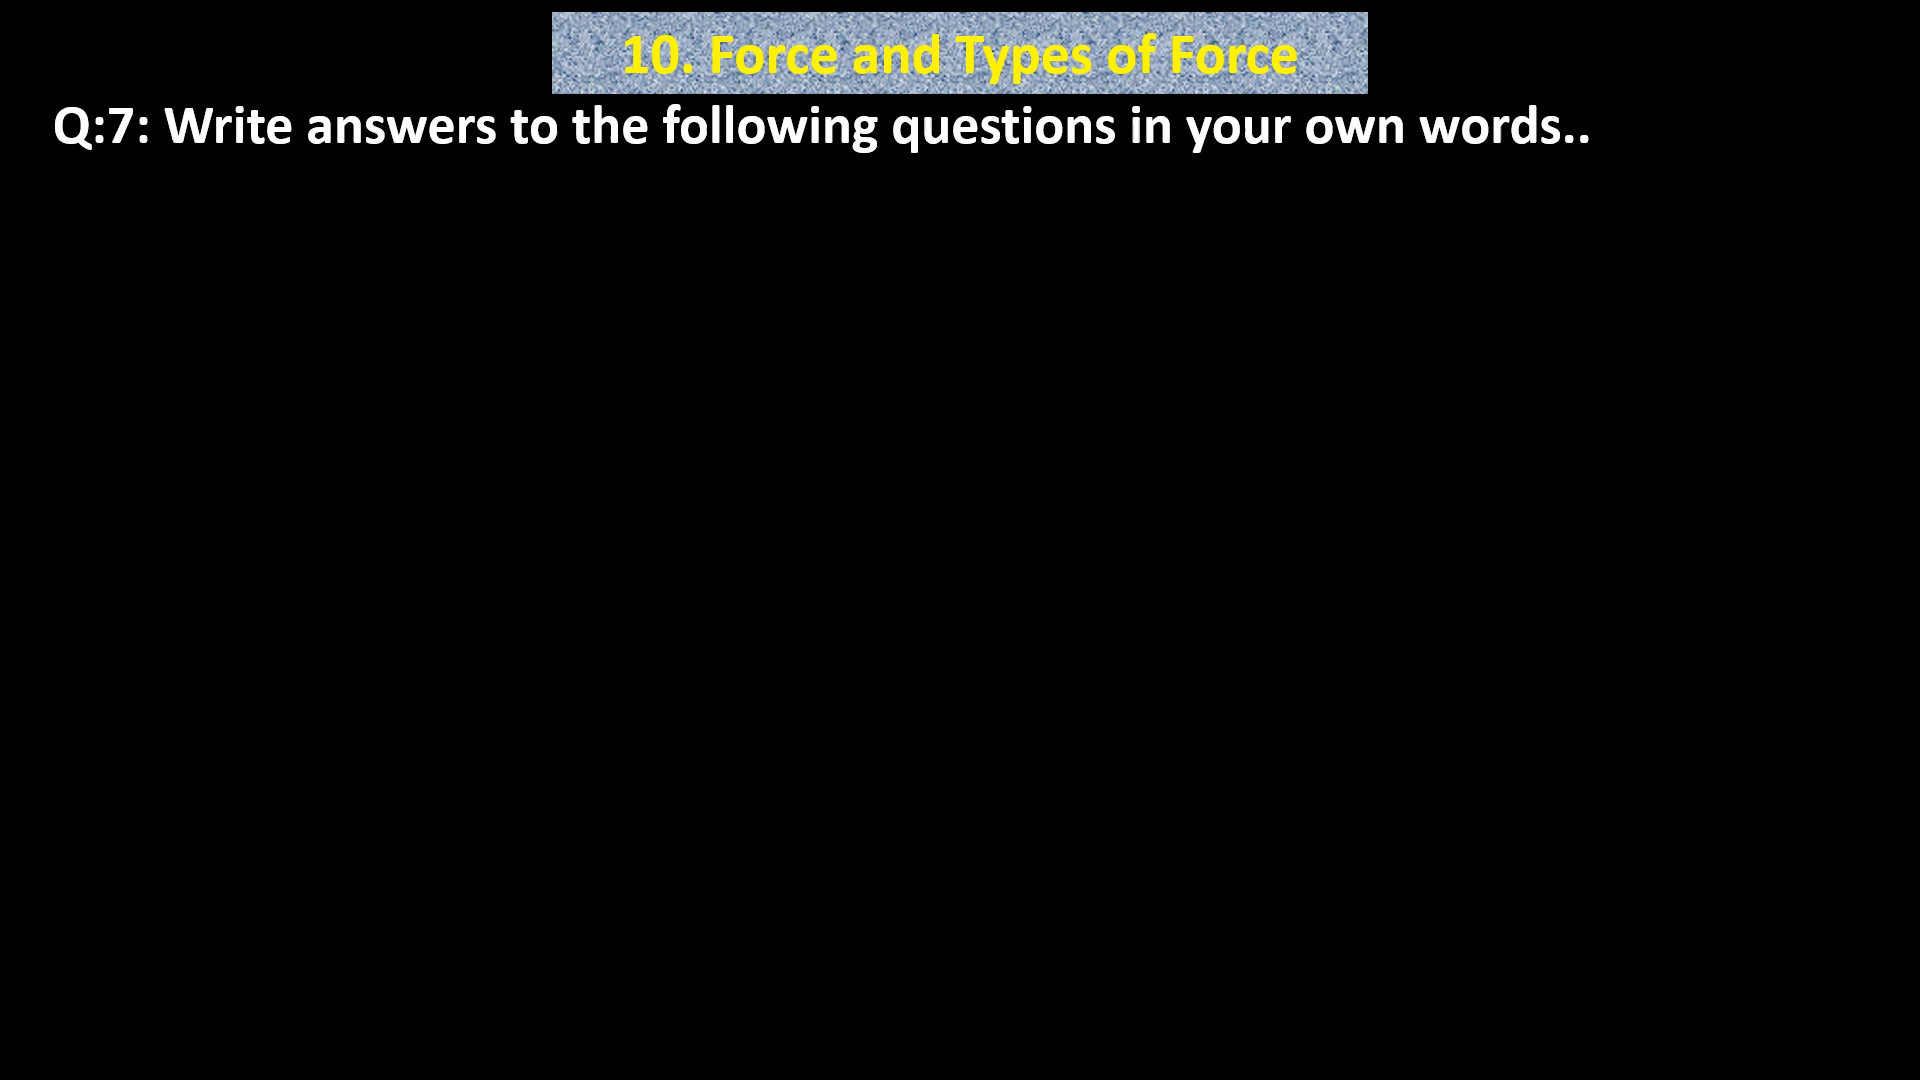 10. Force and Types of Force
Q:7: Write answers to the following questions in your own words..